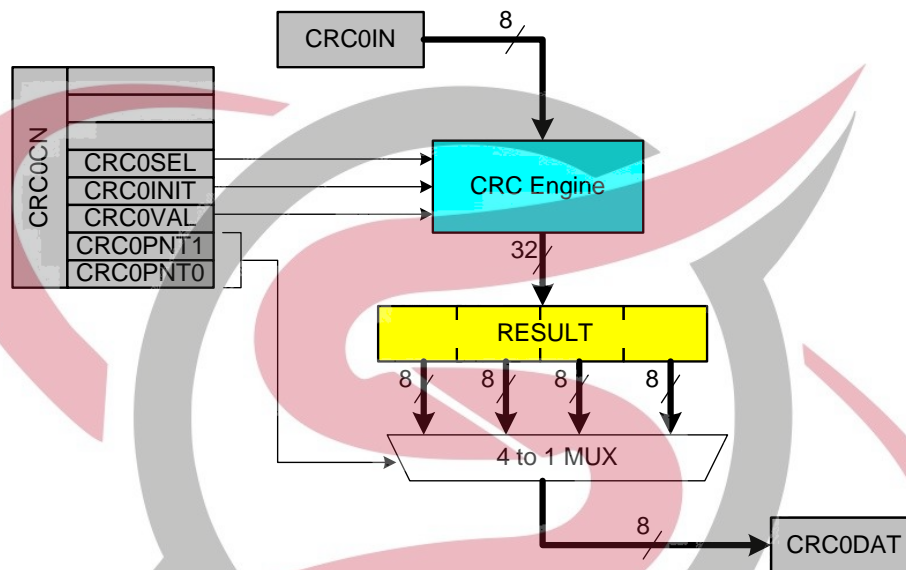 CRC0IN
8
CRC0CN
CRC0SEL
CRC0INIT
CRC0VAL
CRC0PNT1
CRC0PNT0
CRC Engine
32
RESULT
8
8
8
8
4 to 1 MUX
8
CRC0DAT